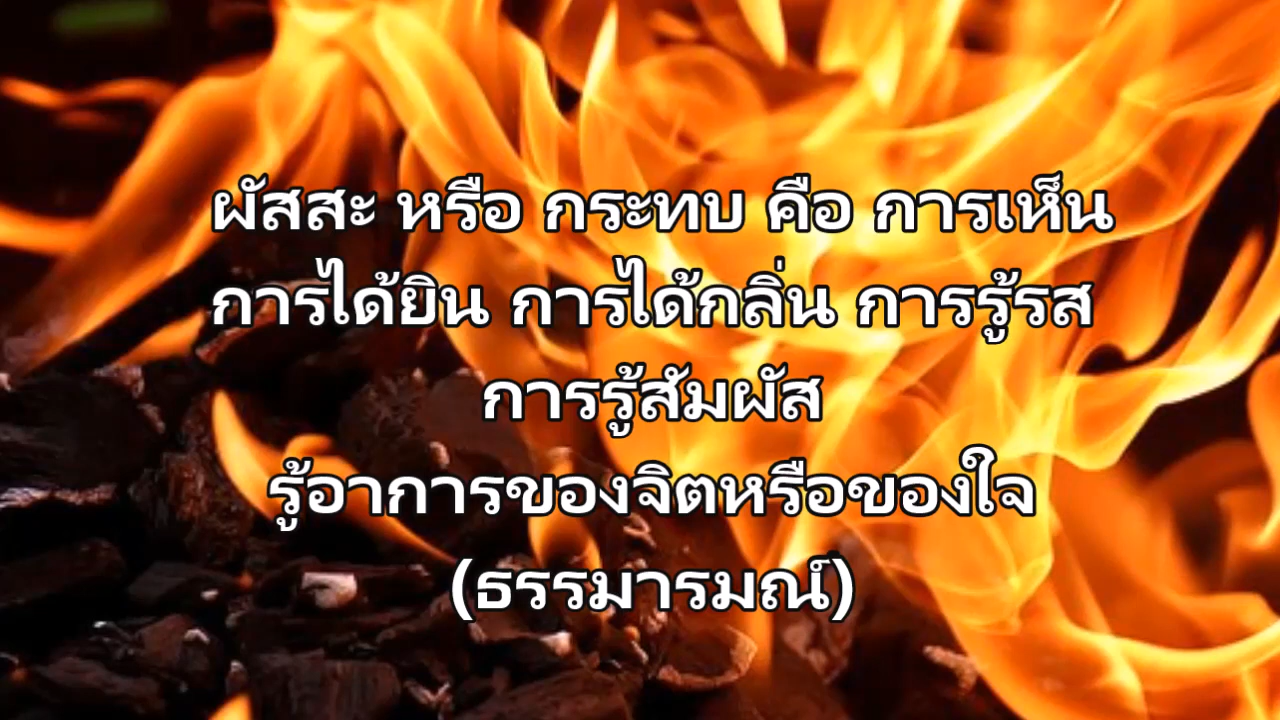 ผัสสะ หรือ กระทบ คือ การเห็น
การได้ยิน การได้กลิ่น การรู้รส
การรู้สัมผัส
รู้อาการของจิตหรือของใจ
(ธรรมารมณ์)